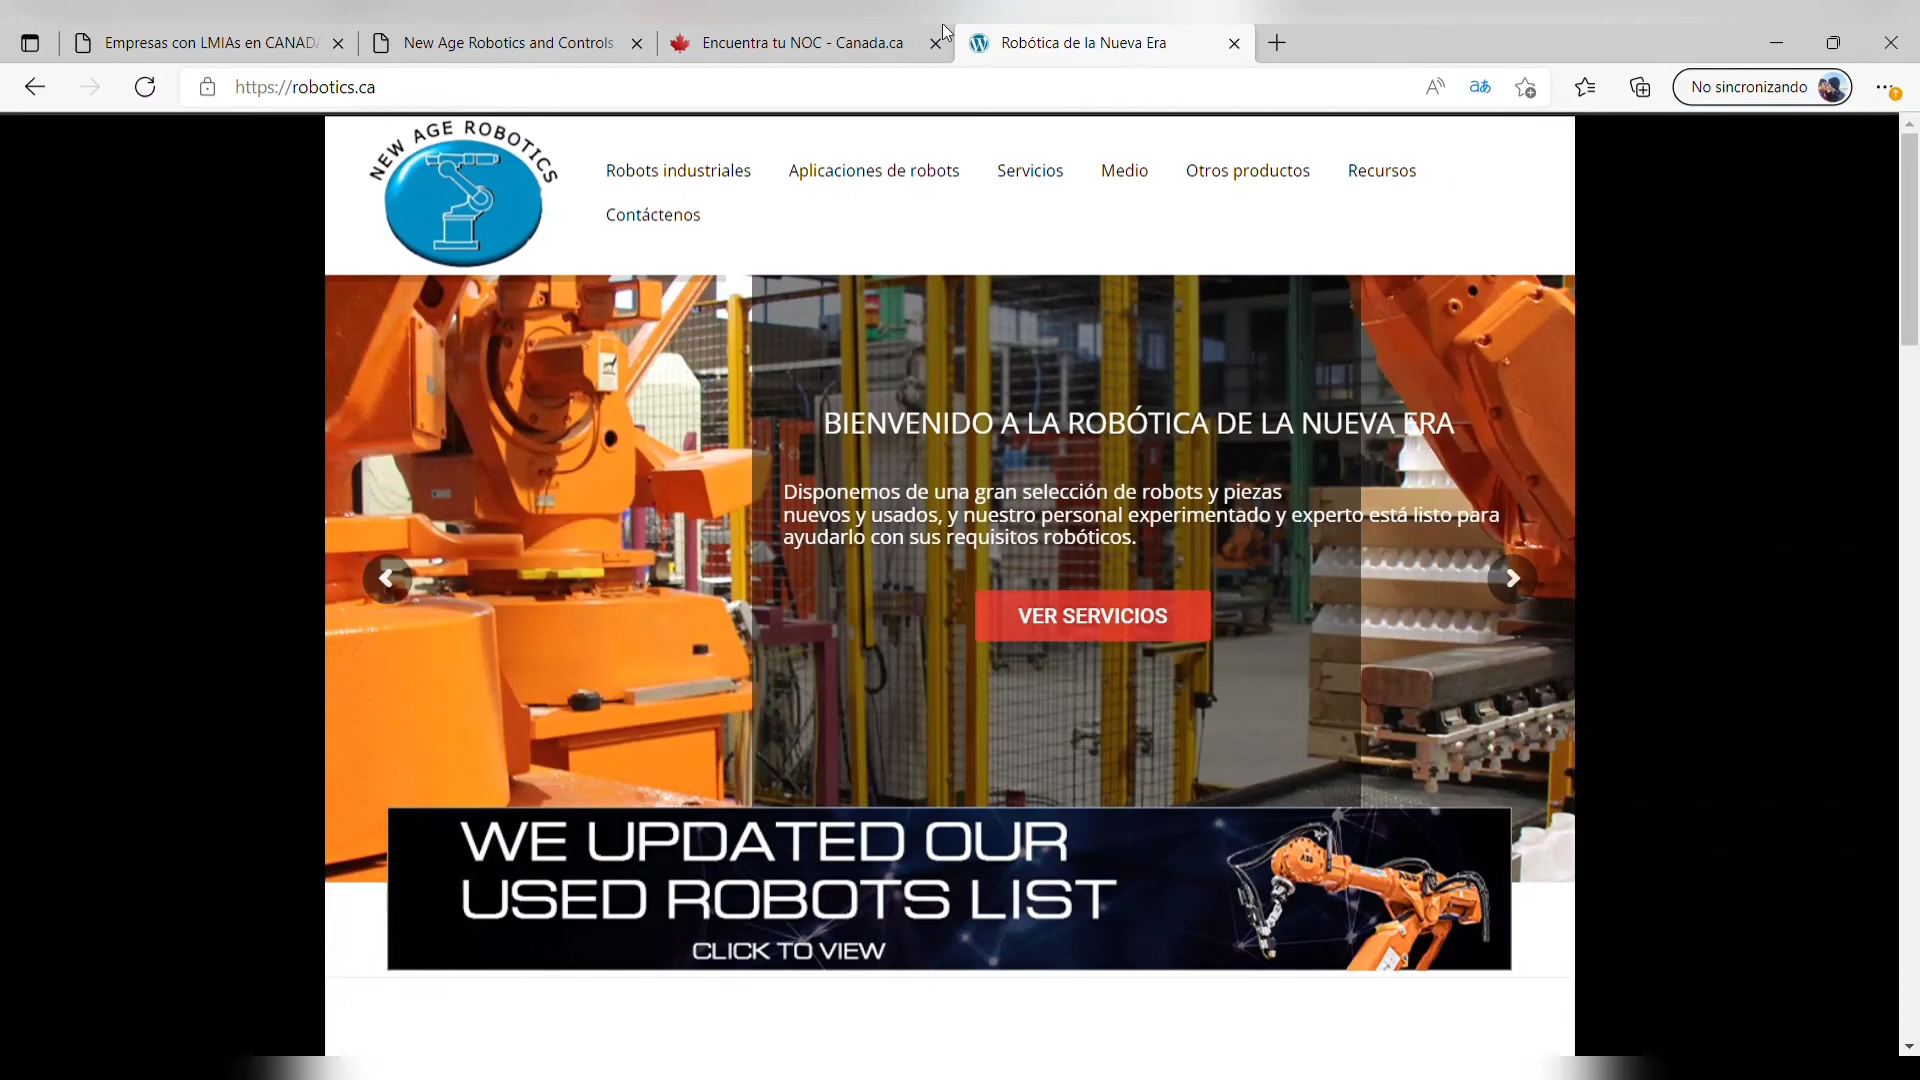 Empresas con LMIAs en CANAD
New Age Robotics and Controls
Encuentra tu NOC - Canada.ca
Robótica de la Nueva Era
https://robotics.ca
No sincronizando
NEW AGE ROBOTICS
Robots industriales
Aplicaciones de robots
Servicios
Medio
Otros productos
Recursos
Contáctenos
BIENVENIDO A LA ROBÓTICA DE LA NUEVA ERA
Disponemos de una gran selección de robots y piezas
nuevos y usados, y nuestro personal experimentado y experto está listo para
ayudarlo con sus requisitos robóticos.
VER SERVICIOS
WE UPDATED OUR
USED ROBOTS LIST
CLICK TO VIEW